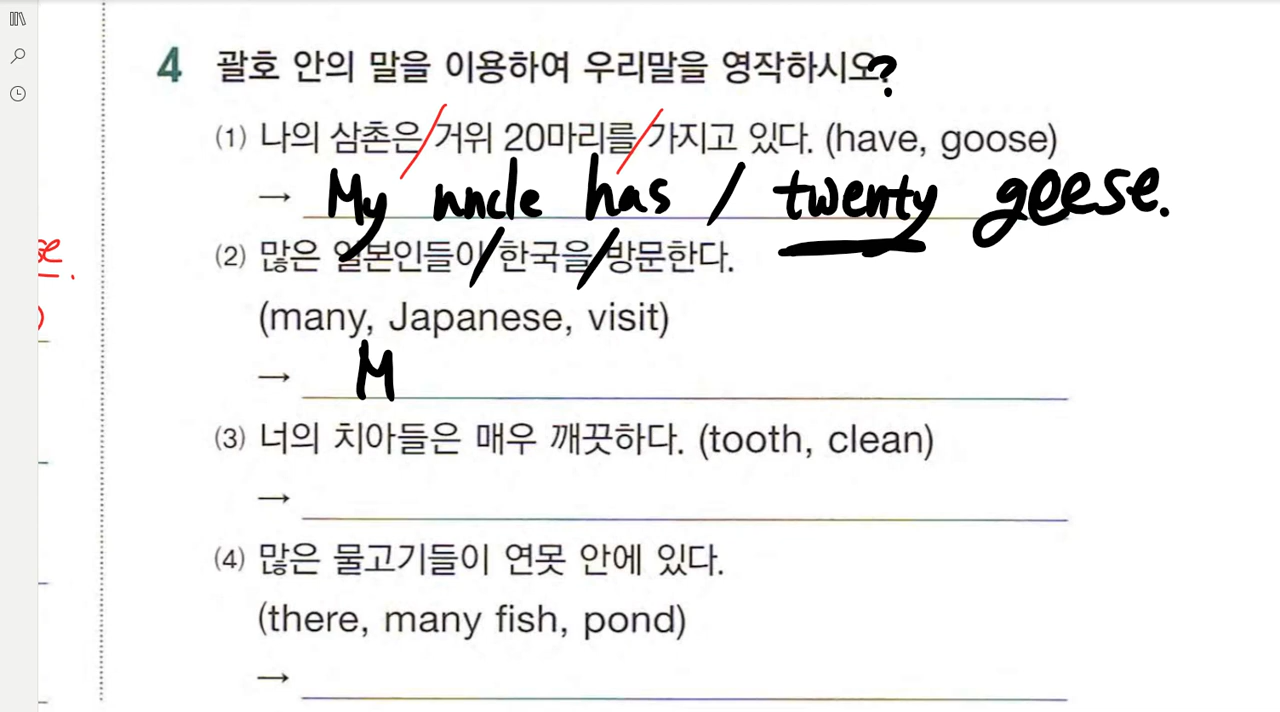 4 괄호 안의 말을 이용하여 우리말을 영작하시오?
(1) 나의 삼촌은/거위 20마리를/가지고 있다. (have, goose)
→ My uncle has / twenty geese.
(2) 많은 일본인들이/한국을/방문한다.
(many, Japanese, visit)
→ M
(3) 너의 치아들은 매우 깨끗하다. (tooth, clean)
→
(4) 많은 물고기들이 연못 안에 있다.
(there, many fish, pond)
→